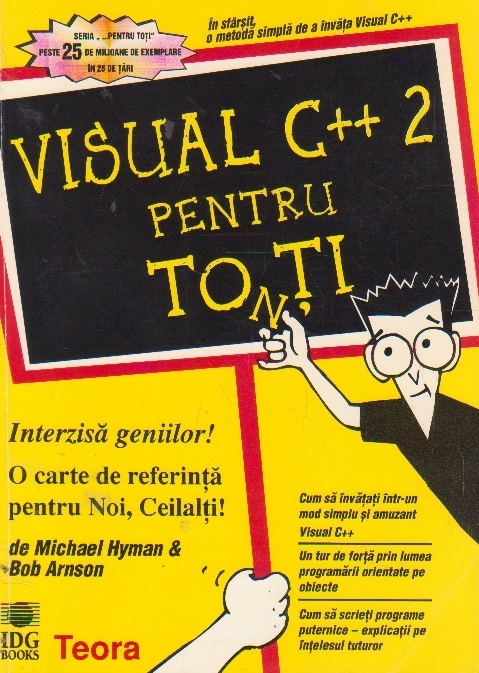 SERIA „ ...PENTRU TOȚI"
PESTE 25 DE MILIOANE DE EXEMPLARE
ÎN 25 DE ȚĂRI
În sfârșit,
o metodă simplă de a învăța Visual C++
VISUAL C++ 2
PENTRU
TONȚI
Interzisă geniilor!
O carte de referință
pentru Noi, Ceilalți!
de Michael Hyman &
Bob Arnson
Cum să învățați într-un
mod simplu și amuzant
Visual C++
Un tur de forță prin lumea
programării orientate pe
obiecte
Cum să scrieți programe
puternice – explicații pe
înțelesul tuturor
IDG
BOOKS
Teora